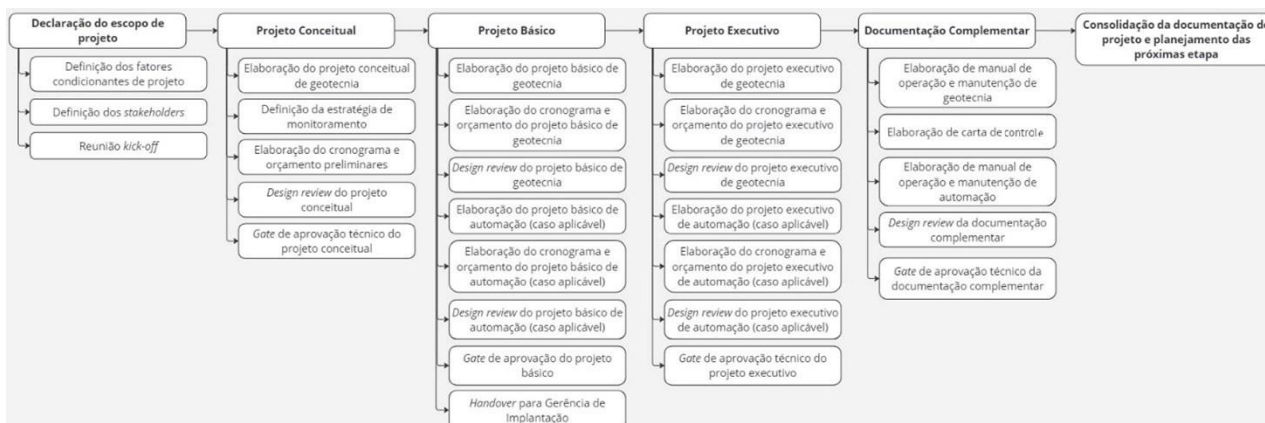 Declaração do escopo de
projeto
Definição dos fatores
condicionantes de projeto
Definição dos stakeholders
Reunião kick-off
Projeto Conceitual
Elaboração do projeto conceitual
de geotecnia
Definição da estratégia de
monitoramento
Elaboração do cronograma e
orçamento preliminares
Design review do projeto
conceitual
Gate de aprovação técnico do
projeto conceitual
Projeto Básico
Elaboração do projeto básico de
geotecnia
Elaboração do cronograma e
orçamento do projeto básico de
geotecnia
Design review do projeto básico de
geotecnia
Elaboração do projeto básico de
automação (caso aplicável)
Elaboração do cronograma e
orçamento do projeto básico de
automação (caso aplicável)
Design review do projeto básico de
automação (caso aplicável)
Gate de aprovação do projeto
básico
Handover para Gerência de
Implantação
Projeto Executivo
Elaboração do projeto executivo
de geotecnia
Elaboração do cronograma e
orçamento do projeto executivo
de geotecnia
Design review do projeto executivo
de geotecnia
Elaboração do projeto executivo
de automação (caso aplicável)
Elaboração do cronograma e
orçamento do projeto executivo
de automação (caso aplicável)
Design review do projeto executivo
de automação (caso aplicável)
Gate de aprovação técnico do
projeto executivo
Documentação Complementar
Elaboração de manual de
operação e manutenção de
geotecnia
Elaboração de carta de controle
Elaboração de manual de
operação e manutenção de
automação
Design review da documentação
complementar
Gate de aprovação técnico da
documentação complementar
Consolidação da documentação do
projeto e planejamento das
próximas etapa